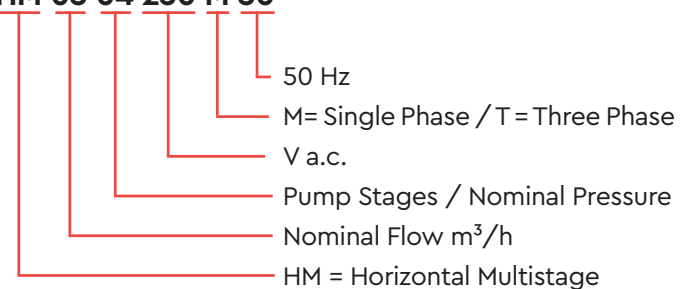 50 Hz
M= Single Phase / T = Three Phase
V a.c.
Pump Stages / Nominal Pressure
Nominal Flow m³/h
HM = Horizontal Multistage